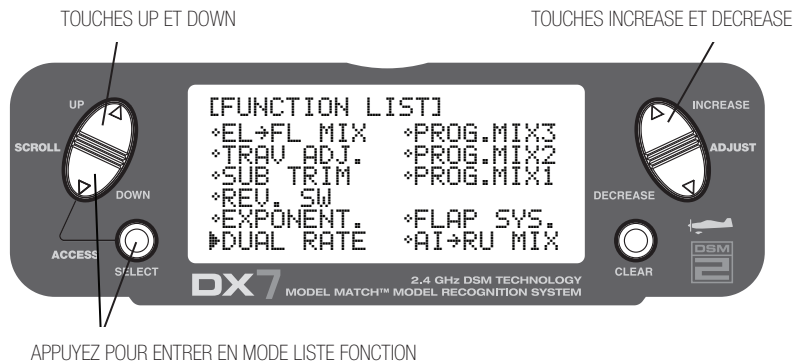 TOUCHES UP ET DOWN
TOUCHES INCREASE ET DECREASE
UP
SCROLL
DOWN
ACCESS
SELECT
[FUNCTION LIST]
EL→FL MIX
PROG.MIX3
TRAV ADJ.
PROG.MIX2
SUB TRIM
PROG.MIX1
REV. SW
EXPONENT.
FLAP SYS.
DUAL RATE
AI→RU MIX
INCREASE
ADJUST
DECREASE
CLEAR
DSM
2
DX7
2.4 GHz DSM TECHNOLOGY
MODEL MATCH™ MODEL RECOGNITION SYSTEM
APPUYEZ POUR ENTRER EN MODE LISTE FONCTION